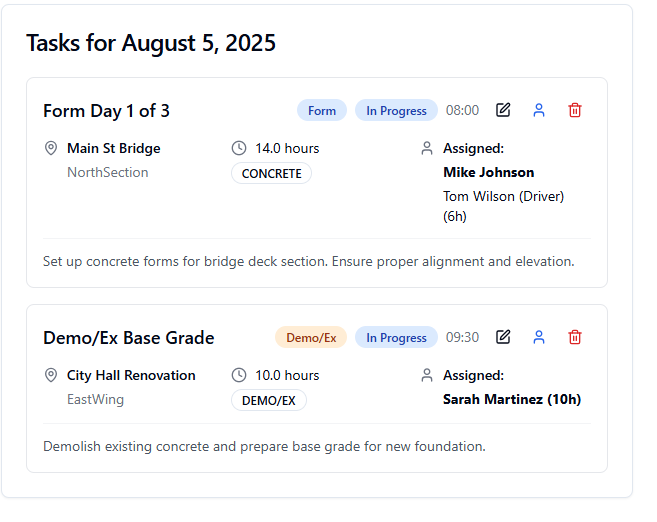 Tasks for August 5, 2025
Form Day 1 of 3
Form
In Progress
08:00
Main St Bridge
NorthSection
14.0 hours
CONCRETE
Assigned:
Mike Johnson
Tom Wilson (Driver)
(6h)
Set up concrete forms for bridge deck section. Ensure proper alignment and elevation.
Demo/Ex Base Grade
Demo/Ex
In Progress
09:30
City Hall Renovation
EastWing
10.0 hours
DEMO/EX
Assigned:
Sarah Martinez (10h)
Demolish existing concrete and prepare base grade for new foundation.